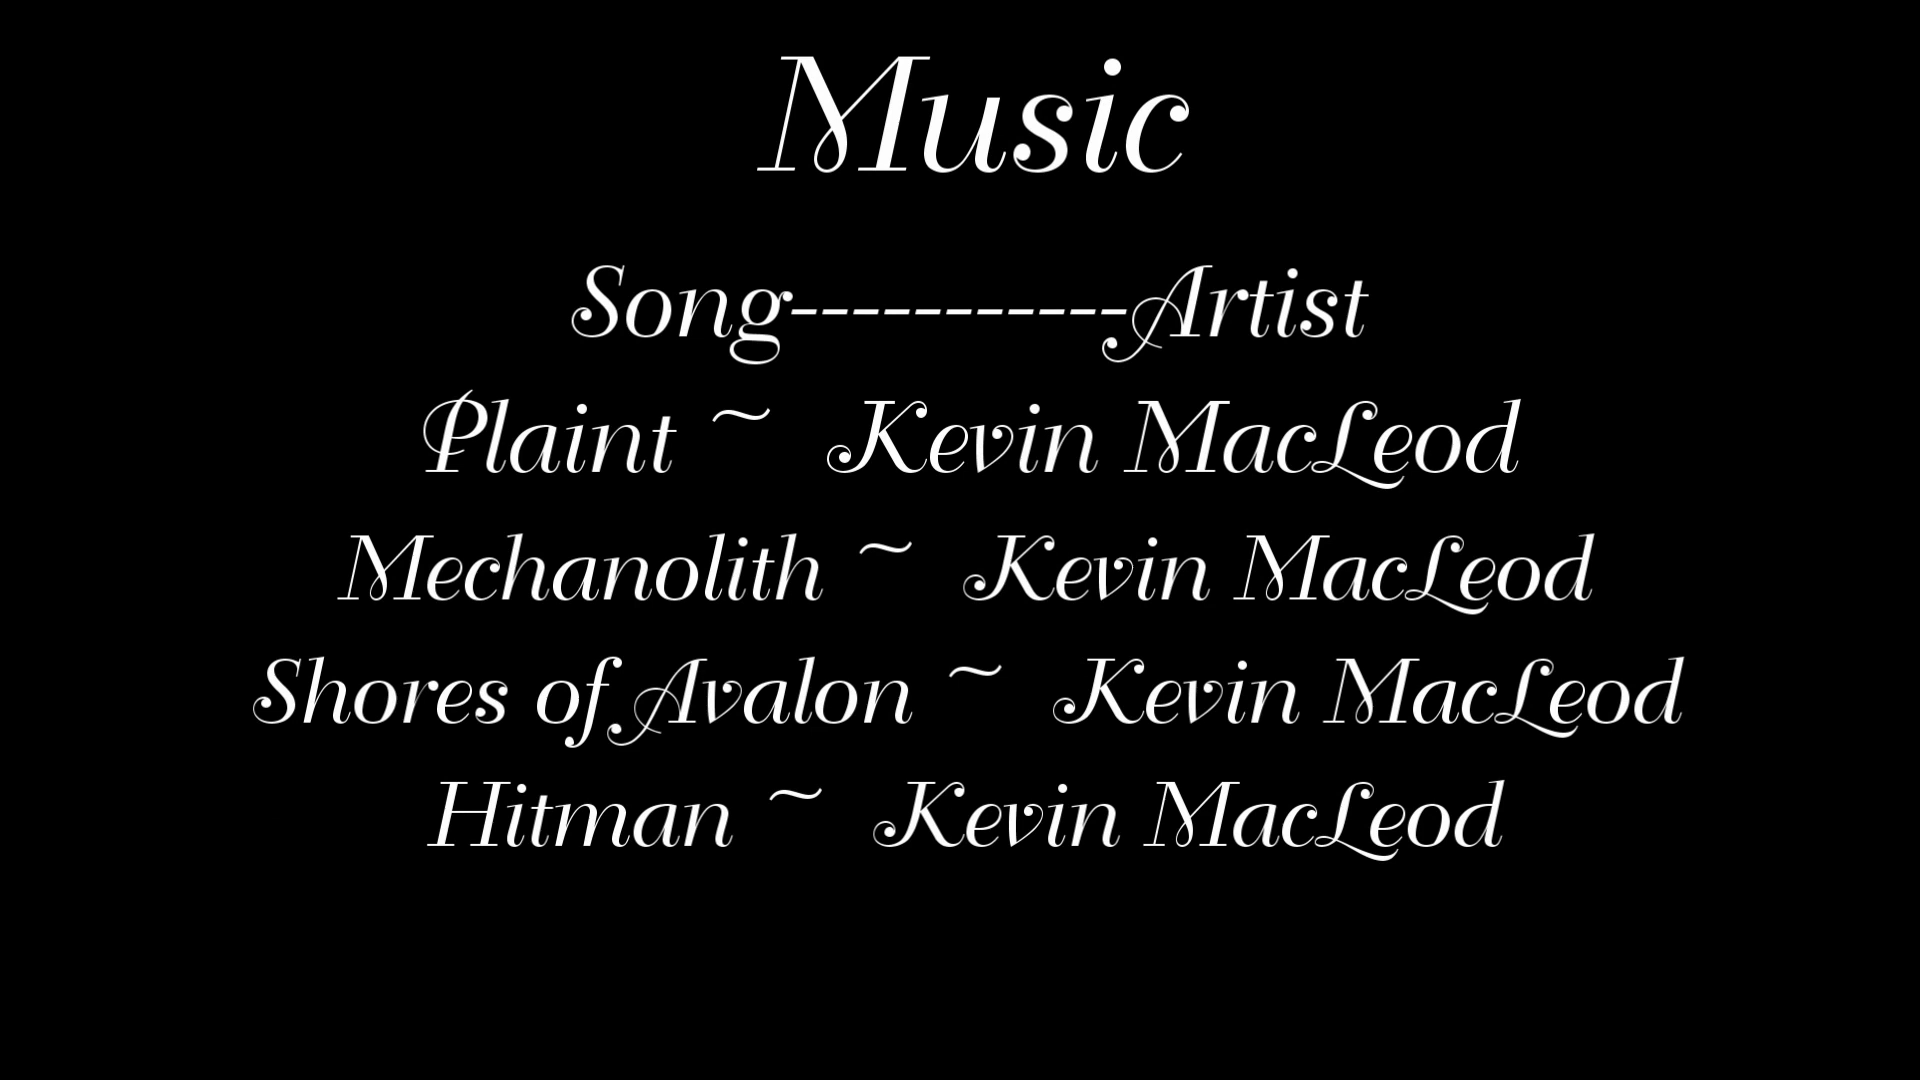 Music
Song-----------Artist
Plaint ~ Kevin MacLeod
Mechanolith ~ Kevin MacLeod
Shores of Avalon ~ Kevin MacLeod
Hitman ~ Kevin MacLeod